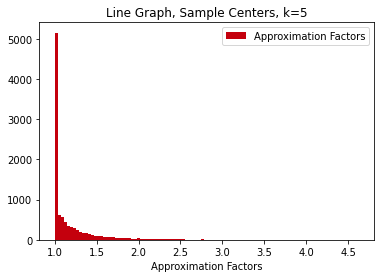 Line Graph, Sample Centers, k=5
Approximation Factors
5000
4000
3000
2000
1000
0
1.0 1.5 2.0 2.5 3.0 3.5 4.0 4.5
Approximation Factors